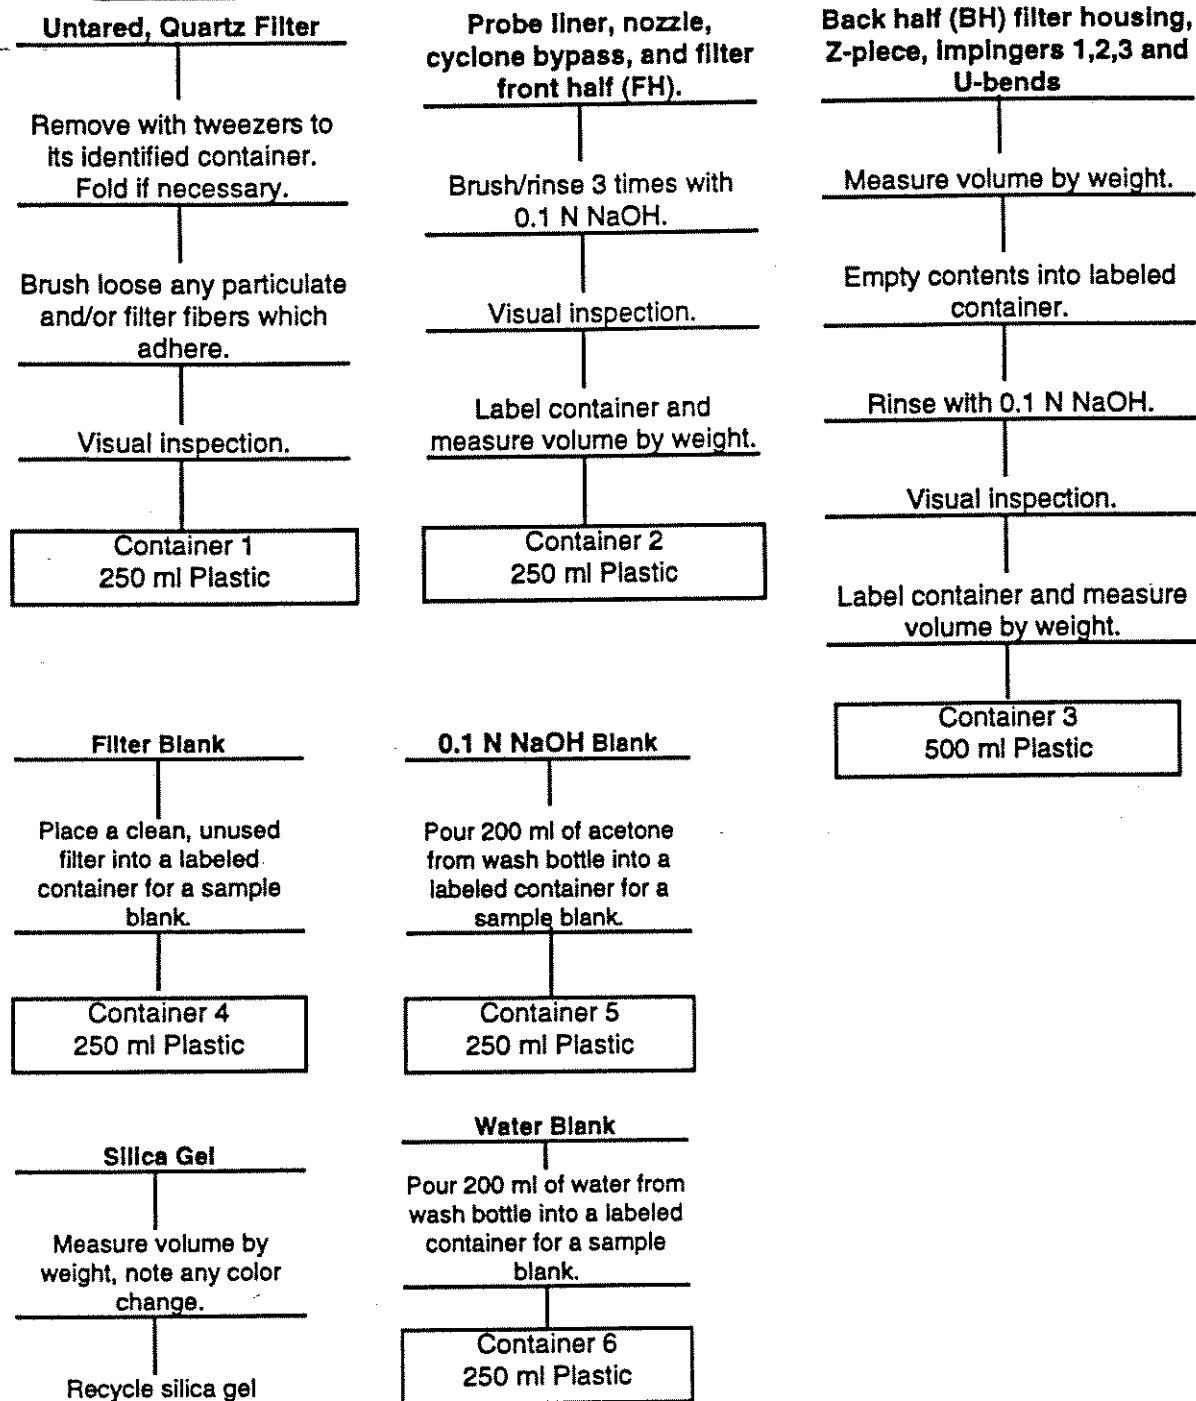 Untared, Quartz Filter
Remove with tweezers to
its identified container.
Fold if necessary.
Brush loose any particulate
and/or filter fibers which
adhere.
Visual inspection.
Container 1
250 ml Plastic
Probe liner, nozzle,
cyclone bypass, and filter
front half (FH).
Brush/rinse 3 times with
0.1 N NaOH.
Visual inspection.
Label container and
measure volume by weight.
Container 2
250 ml Plastic
Back half (BH) filter housing,
Z-piece, impingers 1,2,3 and
U-bends
Measure volume by weight.
Empty contents into labeled
container.
Rinse with 0.1 N NaOH.
Visual inspection.
Label container and measure
volume by weight.
Container 3
500 ml Plastic
Filter Blank
Place a clean, unused
filter into a labeled
container for a sample
blank.
Container 4
250 ml Plastic
0.1 N NaOH Blank
Pour 200 ml of acetone
from wash bottle into a
labeled container for a
sample blank.
Container 5
250 ml Plastic
Silica Gel
Measure volume by
weight, note any color
change.
Recycle silica gel
Water Blank
Pour 200 ml of water from
wash bottle into a labeled
container for a sample
blank.
Container 6
250 ml Plastic